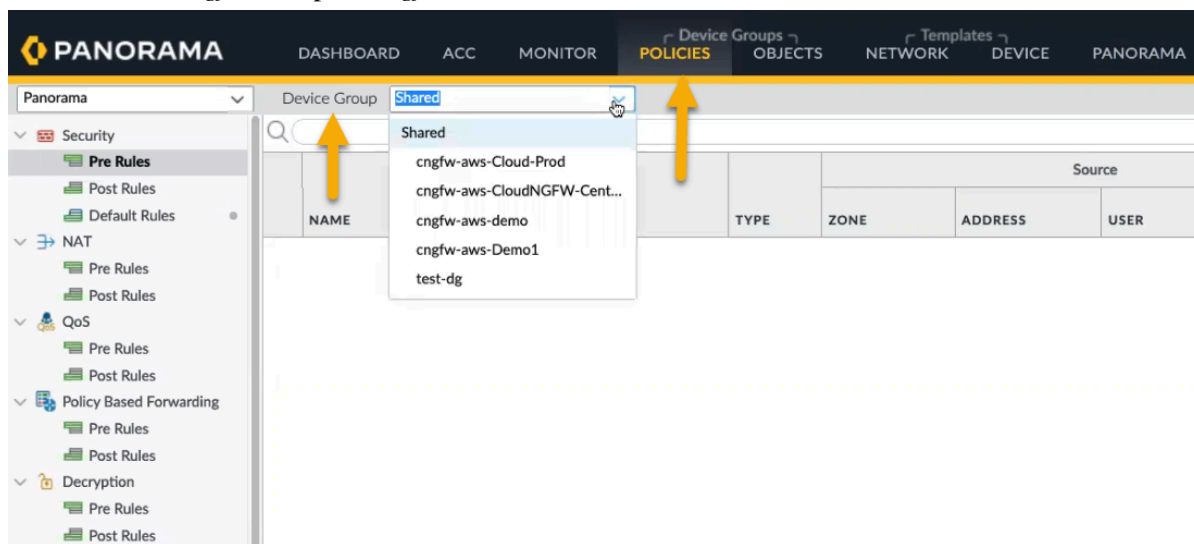 Device Groups
Templates
PANORAMA
DASHBOARD
ACC
MONITOR
POLICIES
OBJECTS
NETWORK
DEVICE
PANORAMA
Panorama
Device Group
Shared
Security
Pre Rules
Post Rules
Default Rules
NAT
Pre Rules
Post Rules
QoS
Pre Rules
Post Rules
Policy Based Forwarding
Pre Rules
Post Rules
Decryption
Pre Rules
Post Rules
Shared
cngfw-aws-Cloud-Prod
cngfw-aws-CloudNGFW-Cent...
cngfw-aws-demo
cngfw-aws-Demo1
test-dg
Source
NAME
TYPE
ZONE
ADDRESS
USER